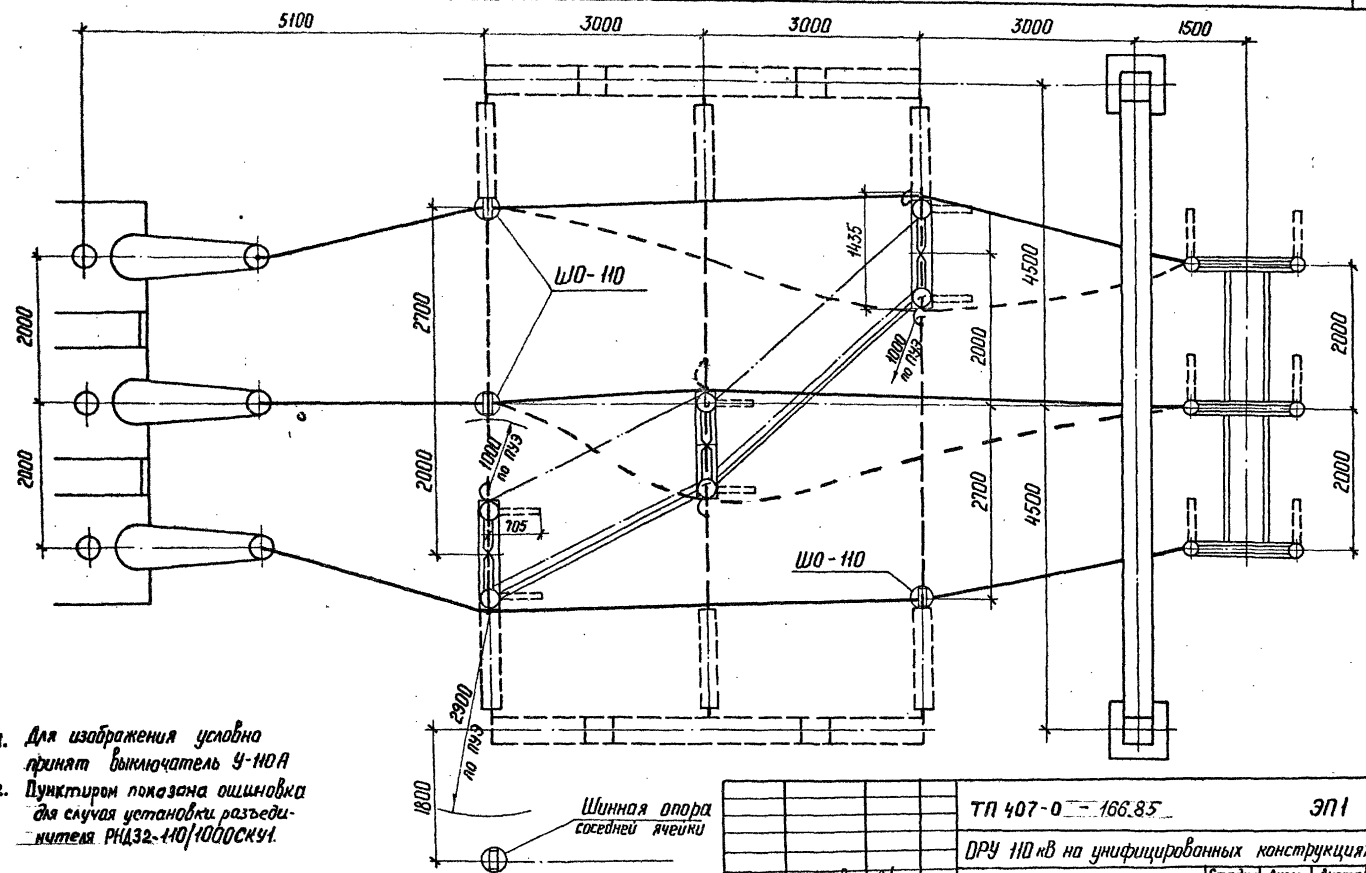 5100
3000
3000
3000
1500
ШО-110
1435
4500
2700
2000
2000
1000
по ПУЭ
2000
1000
по ПУЭ
2000
705
2000
2700
4500
2000
ШО-110
2900
по ПУЭ
1800
1. Для изображения условно
принят выключатель У-110А
2. Пунктиром показана ошиновка
для случая установки разъеди-
нителя РНДЗ2-110/1000СКУ1.
Шинная опора
соседней ячейки
ТП 407-0-166.85
ЭП1
ОРУ 110 кВ на унифицированных конструкциях